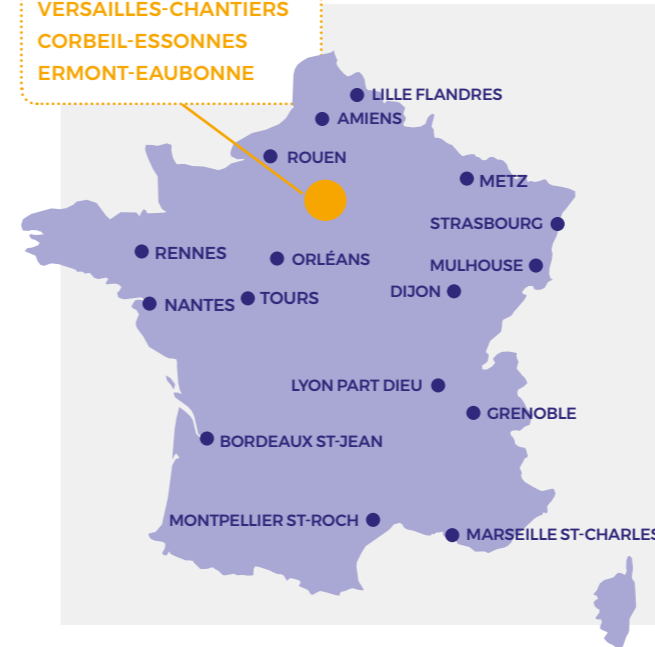 VERSAILLES-CHANTIERS
CORBEIL-ESSONNES
ERMONT-EAUBONNE
LILLE FLANDRES
AMIENS
ROUEN
METZ
STRASBOURG
RENNES
ORLÉANS
MULHOUSE
DIJON
NANTES
TOURS
LYON PART DIEU
GRENOBLE
BORDEAUX ST-JEAN
MONTPELLIER ST-ROCH
MARSEILLE ST-CHARLES